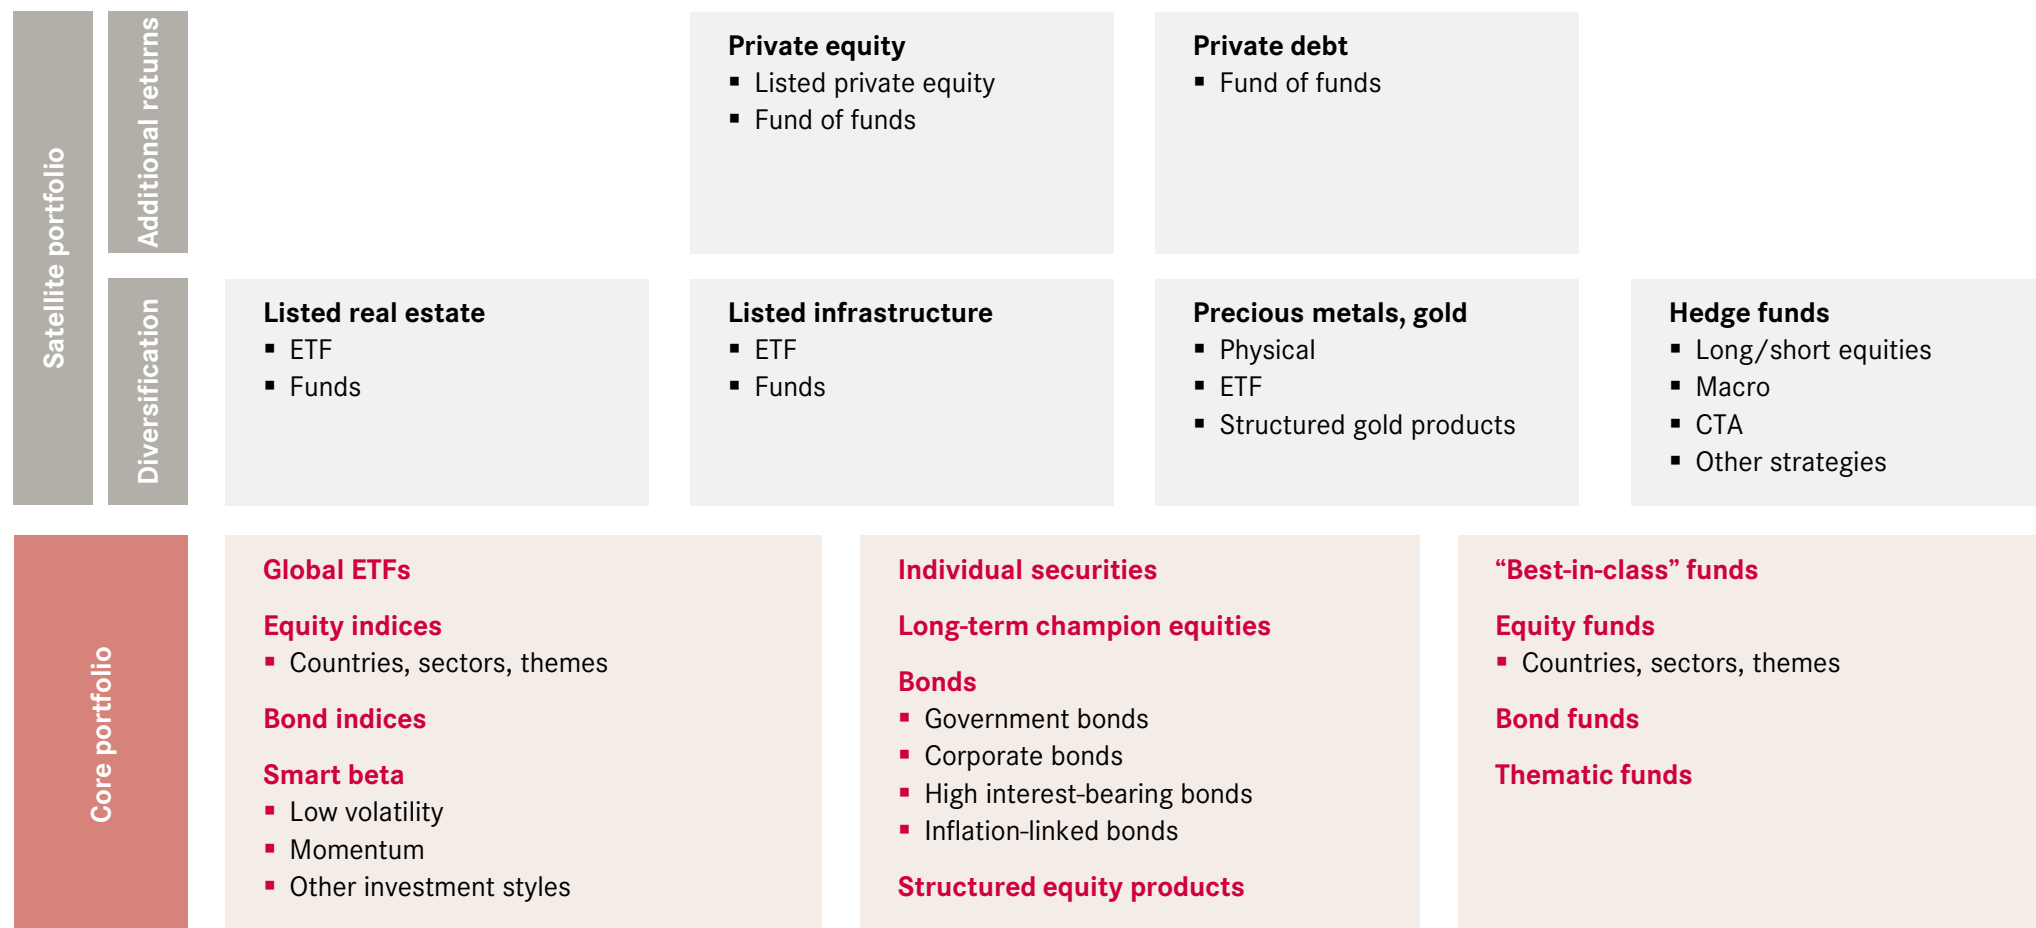 Satellite portfolio
Additional returns
Private equity
▪ Listed private equity
▪ Fund of funds
Private debt
▪ Fund of funds
Diversification
Listed real estate
▪ ETF
▪ Funds
Listed infrastructure
▪ ETF
▪ Funds
Precious metals, gold
▪ Physical
▪ ETF
▪ Structured gold products
Hedge funds
▪ Long/short equities
▪ Macro
▪ CTA
▪ Other strategies
Core portfolio
Global ETFs
Equity indices
▪ Countries, sectors, themes
Bond indices
Smart beta
▪ Low volatility
▪ Momentum
▪ Other investment styles
Individual securities
Long-term champion equities
Bonds
▪ Government bonds
▪ Corporate bonds
▪ High interest-bearing bonds
▪ Inflation-linked bonds
Structured equity products
“Best-in-class” funds
Equity funds
▪ Countries, sectors, themes
Bond funds
Thematic funds